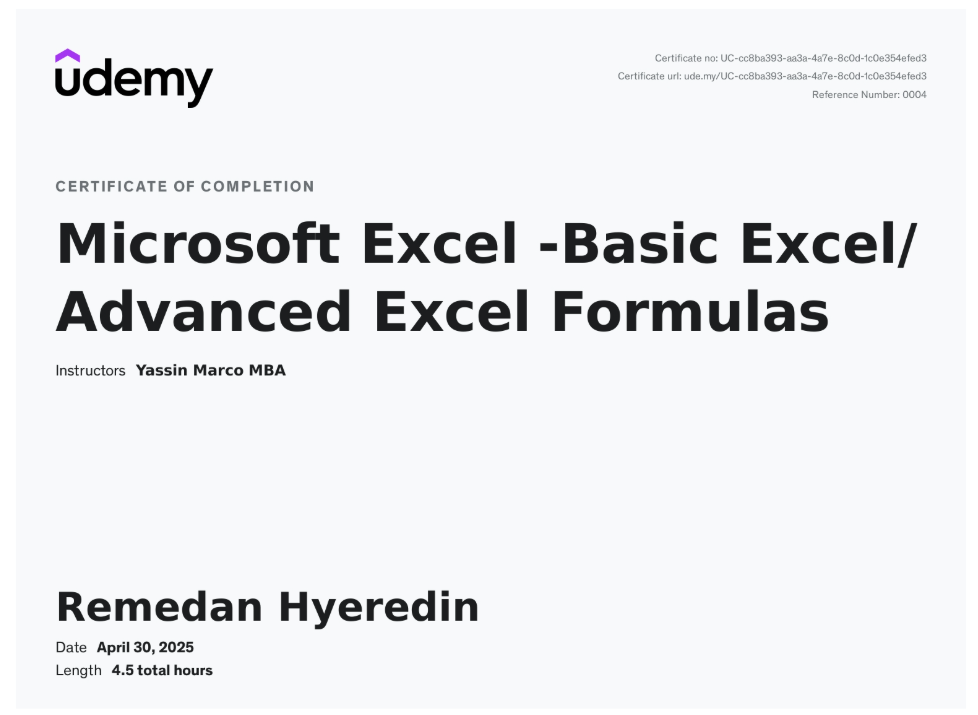 udemy
Certificate no: UC-cc8ba393-aa3a-4a7e-8c0d-1c0e354efed3
Certificate url: ude.my/UC-cc8ba393-aa3a-4a7e-8c0d-1c0e354efed3
Reference Number: 0004
CERTIFICATE OF COMPLETION
Microsoft Excel -Basic Excel/
Advanced Excel Formulas
Instructors Yassin Marco MBA
Remedan Hyeredin
Date April 30, 2025
Length 4.5 total hours